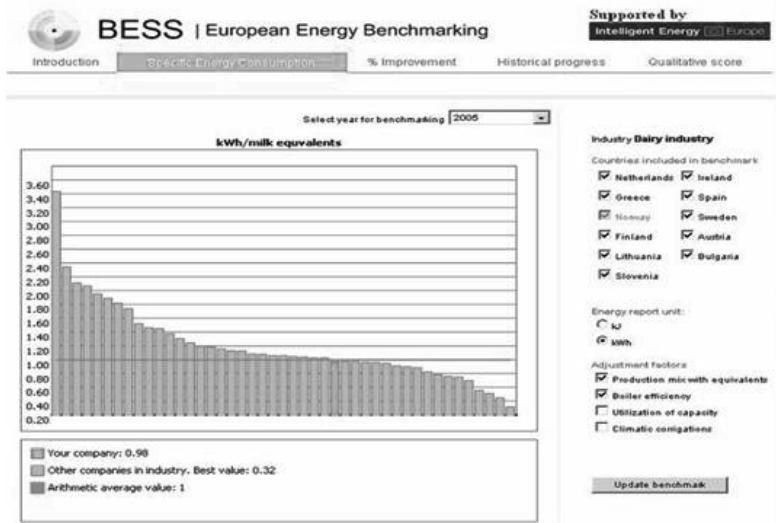 BESS | European Energy Benchmarking
Supported by
Intelligent Energy Europe
Introduction
Specific Energy Consumption
% Improvement
Historical progress
Qualitative score
Select year for benchmarking 2005
kWh/milk equvalents
3.60
3.40
3.20
3.00
2.80
2.60
2.40
2.20
2.00
1.80
1.60
1.40
1.20
1.00
0.80
0.60
0.40
0.20
Your company: 0.98
Other companies in industry. Best value: 0.32
Arithmetic average value: 1
Industry Dairy industry
Countries included in benchmark
Netherlands Ireland
Greece Spain
Norway Sweden
Finland Austria
Lithuania Bulgaria
Slovenia
Energy report unit:
kJ
kWh
Adjustment factors
Production mix with equivalents
Boiler efficiency
Utilization of capacity
Climatic corrigations
Update benchmark